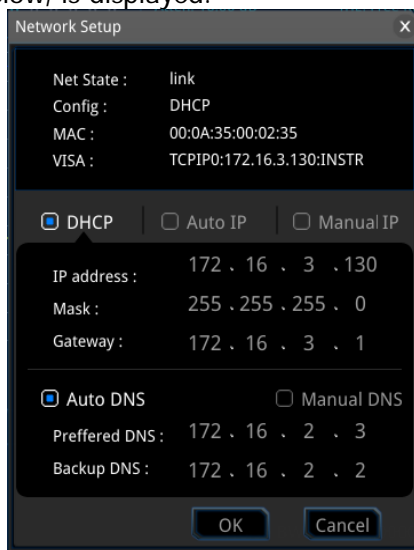 low) is displayed.
Network Setup X
Net State : link
Config : DHCP
MAC : 00:0A:35:00:02:35
VISA : TCPIP0:172.16.3.130:INSTR
DHCP Auto IP Manual IP
IP address : 172 . 16 . 3 . 130
Mask : 255 . 255 . 255 . 0
Gateway : 172 . 16 . 3 . 1
Auto DNS Manual DNS
Preffered DNS : 172 . 16 . 2 . 3
Backup DNS : 172 . 16 . 2 . 2
OK Cancel